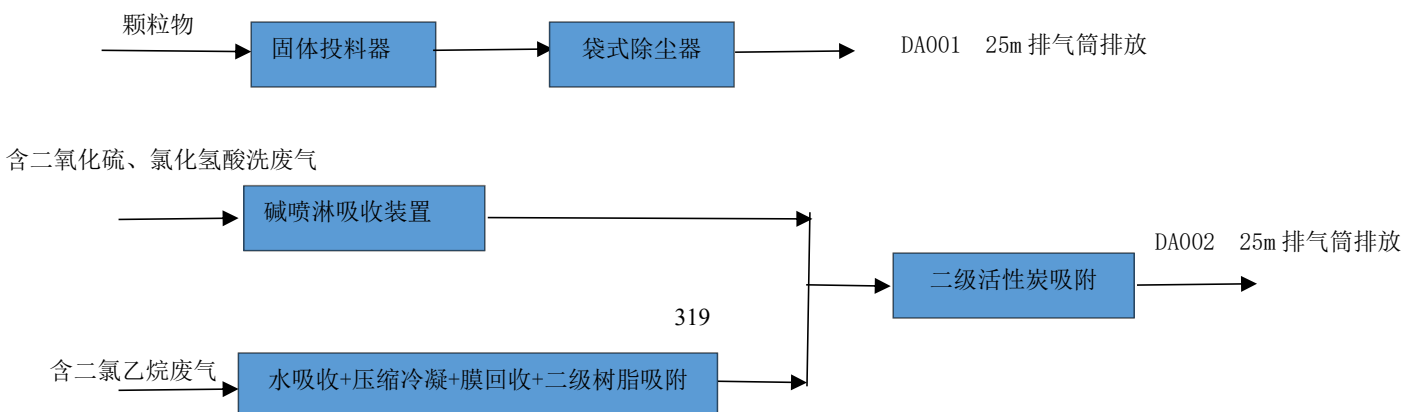 颗粒物
固体投料器
袋式除尘器
DA001 25m 排气筒排放
含二氧化硫、氯化氢酸洗废气
碱喷淋吸收装置
DA002 25m 排气筒排放
二级活性炭吸附
319
含二氯乙烷废气
水吸收+压缩冷凝+膜回收+二级树脂吸附